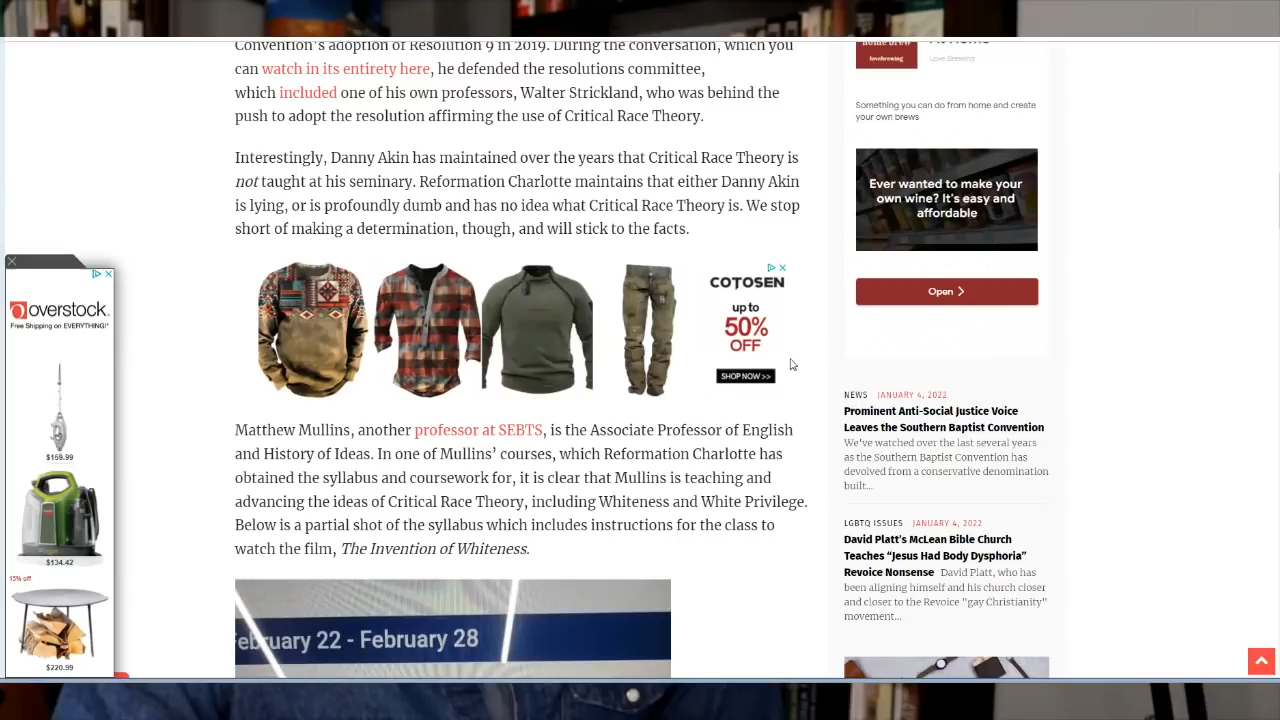 Convention's adoption of Resolution 9 in 2019. During the conversation, which you
can watch in its entirety here, he defended the resolutions committee,
which included one of his own professors, Walter Strickland, who was behind the
push to adopt the resolution affirming the use of Critical Race Theory.
Interestingly, Danny Akin has maintained over the years that Critical Race Theory is
not taught at his seminary. Reformation Charlotte maintains that either Danny Akin
is lying, or is profoundly dumb and has no idea what Critical Race Theory is. We stop
short of making a determination, though, and will stick to the facts.
COTOSEN
up to
50%
OFF
SHOP NOW >>
Matthew Mullins, another professor at SEBTS, is the Associate Professor of English
and History of Ideas. In one of Mullins' courses, which Reformation Charlotte has
obtained the syllabus and coursework for, it is clear that Mullins is teaching and
advancing the ideas of Critical Race Theory, including Whiteness and White Privilege.
Below is a partial shot of the syllabus which includes instructions for the class to
watch the film, The Invention of Whiteness.
February 22 - February 28
overstock
Free Shipping on EVERYTHING!*
$159.99
$134.42
15% off
$220.99
home brew
lovebrewing
At Home
Love Brewing
Something you can do from home and create
your own brews
Ever wanted to make your
own wine? It's easy and
affordable
Open
NEWS JANUARY 4, 2022
Prominent Anti-Social Justice Voice
Leaves the Southern Baptist Convention
We've watched over the last several years
as the Southern Baptist Convention has
devolved from a conservative denomination
built...
LGBTQ ISSUES JANUARY 4, 2022
David Platt's McLean Bible Church
Teaches “Jesus Had Body Dysphoria”
Revoice Nonsense David Platt, who has
been aligning himself and his church closer
and closer to the Revoice "gay Christianity"
movement...